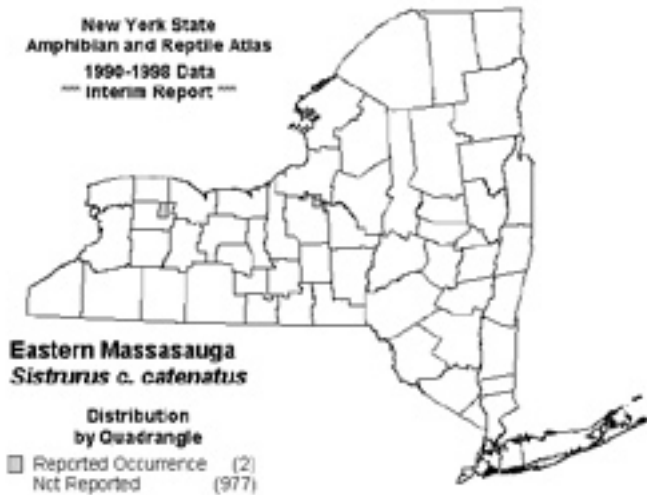 New York State
Amphibian and Reptile Atlas
1990-1998 Data
~~ Interim Report ~~
Eastern Massasauga
Sistrurus c. catenatus
Distribution
by Quadrangle
Reported Occurrence (2)
Not Reported (977)